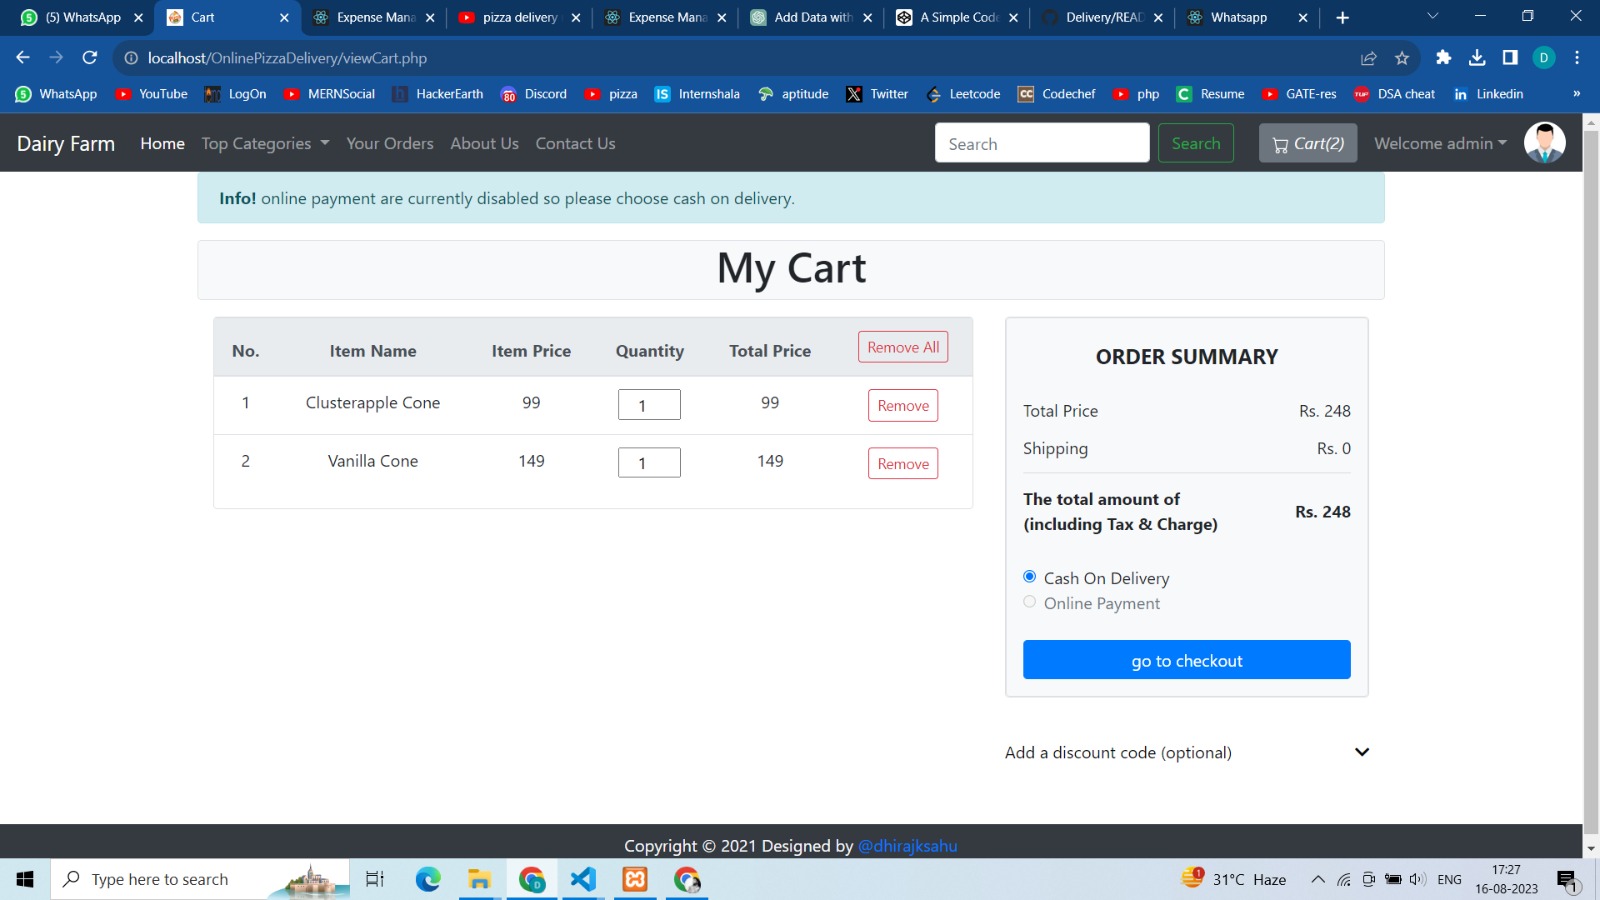 (5) WhatsApp
Cart
Expense Mana
pizza delivery
Expense Mana
Add Data with
A Simple Code
Delivery/READ
Whatsapp
localhost/OnlinePizzaDelivery/viewCart.php
D
WhatsApp YouTube LogOn MERNSocial HackerEarth Discord pizza Internshala aptitude Twitter Leetcode Codechef php Resume GATE-res DSA cheat Linkedin »
Dairy Farm Home Top Categories Your Orders About Us Contact Us Search Search Cart(2) Welcome admin
Info! online payment are currently disabled so please choose cash on delivery.
My Cart
No. Item Name Item Price Quantity Total Price Remove All
1 Clusterapple Cone 99 1 99 Remove
2 Vanilla Cone 149 1 149 Remove
ORDER SUMMARY
Total Price Rs. 248
Shipping Rs. 0
The total amount of
(including Tax & Charge) Rs. 248
Cash On Delivery
Online Payment
go to checkout
Add a discount code (optional)
Copyright © 2021 Designed by @dhirajksahu
Type here to search
31°C Haze
ENG
17:27
16-08-2023
1